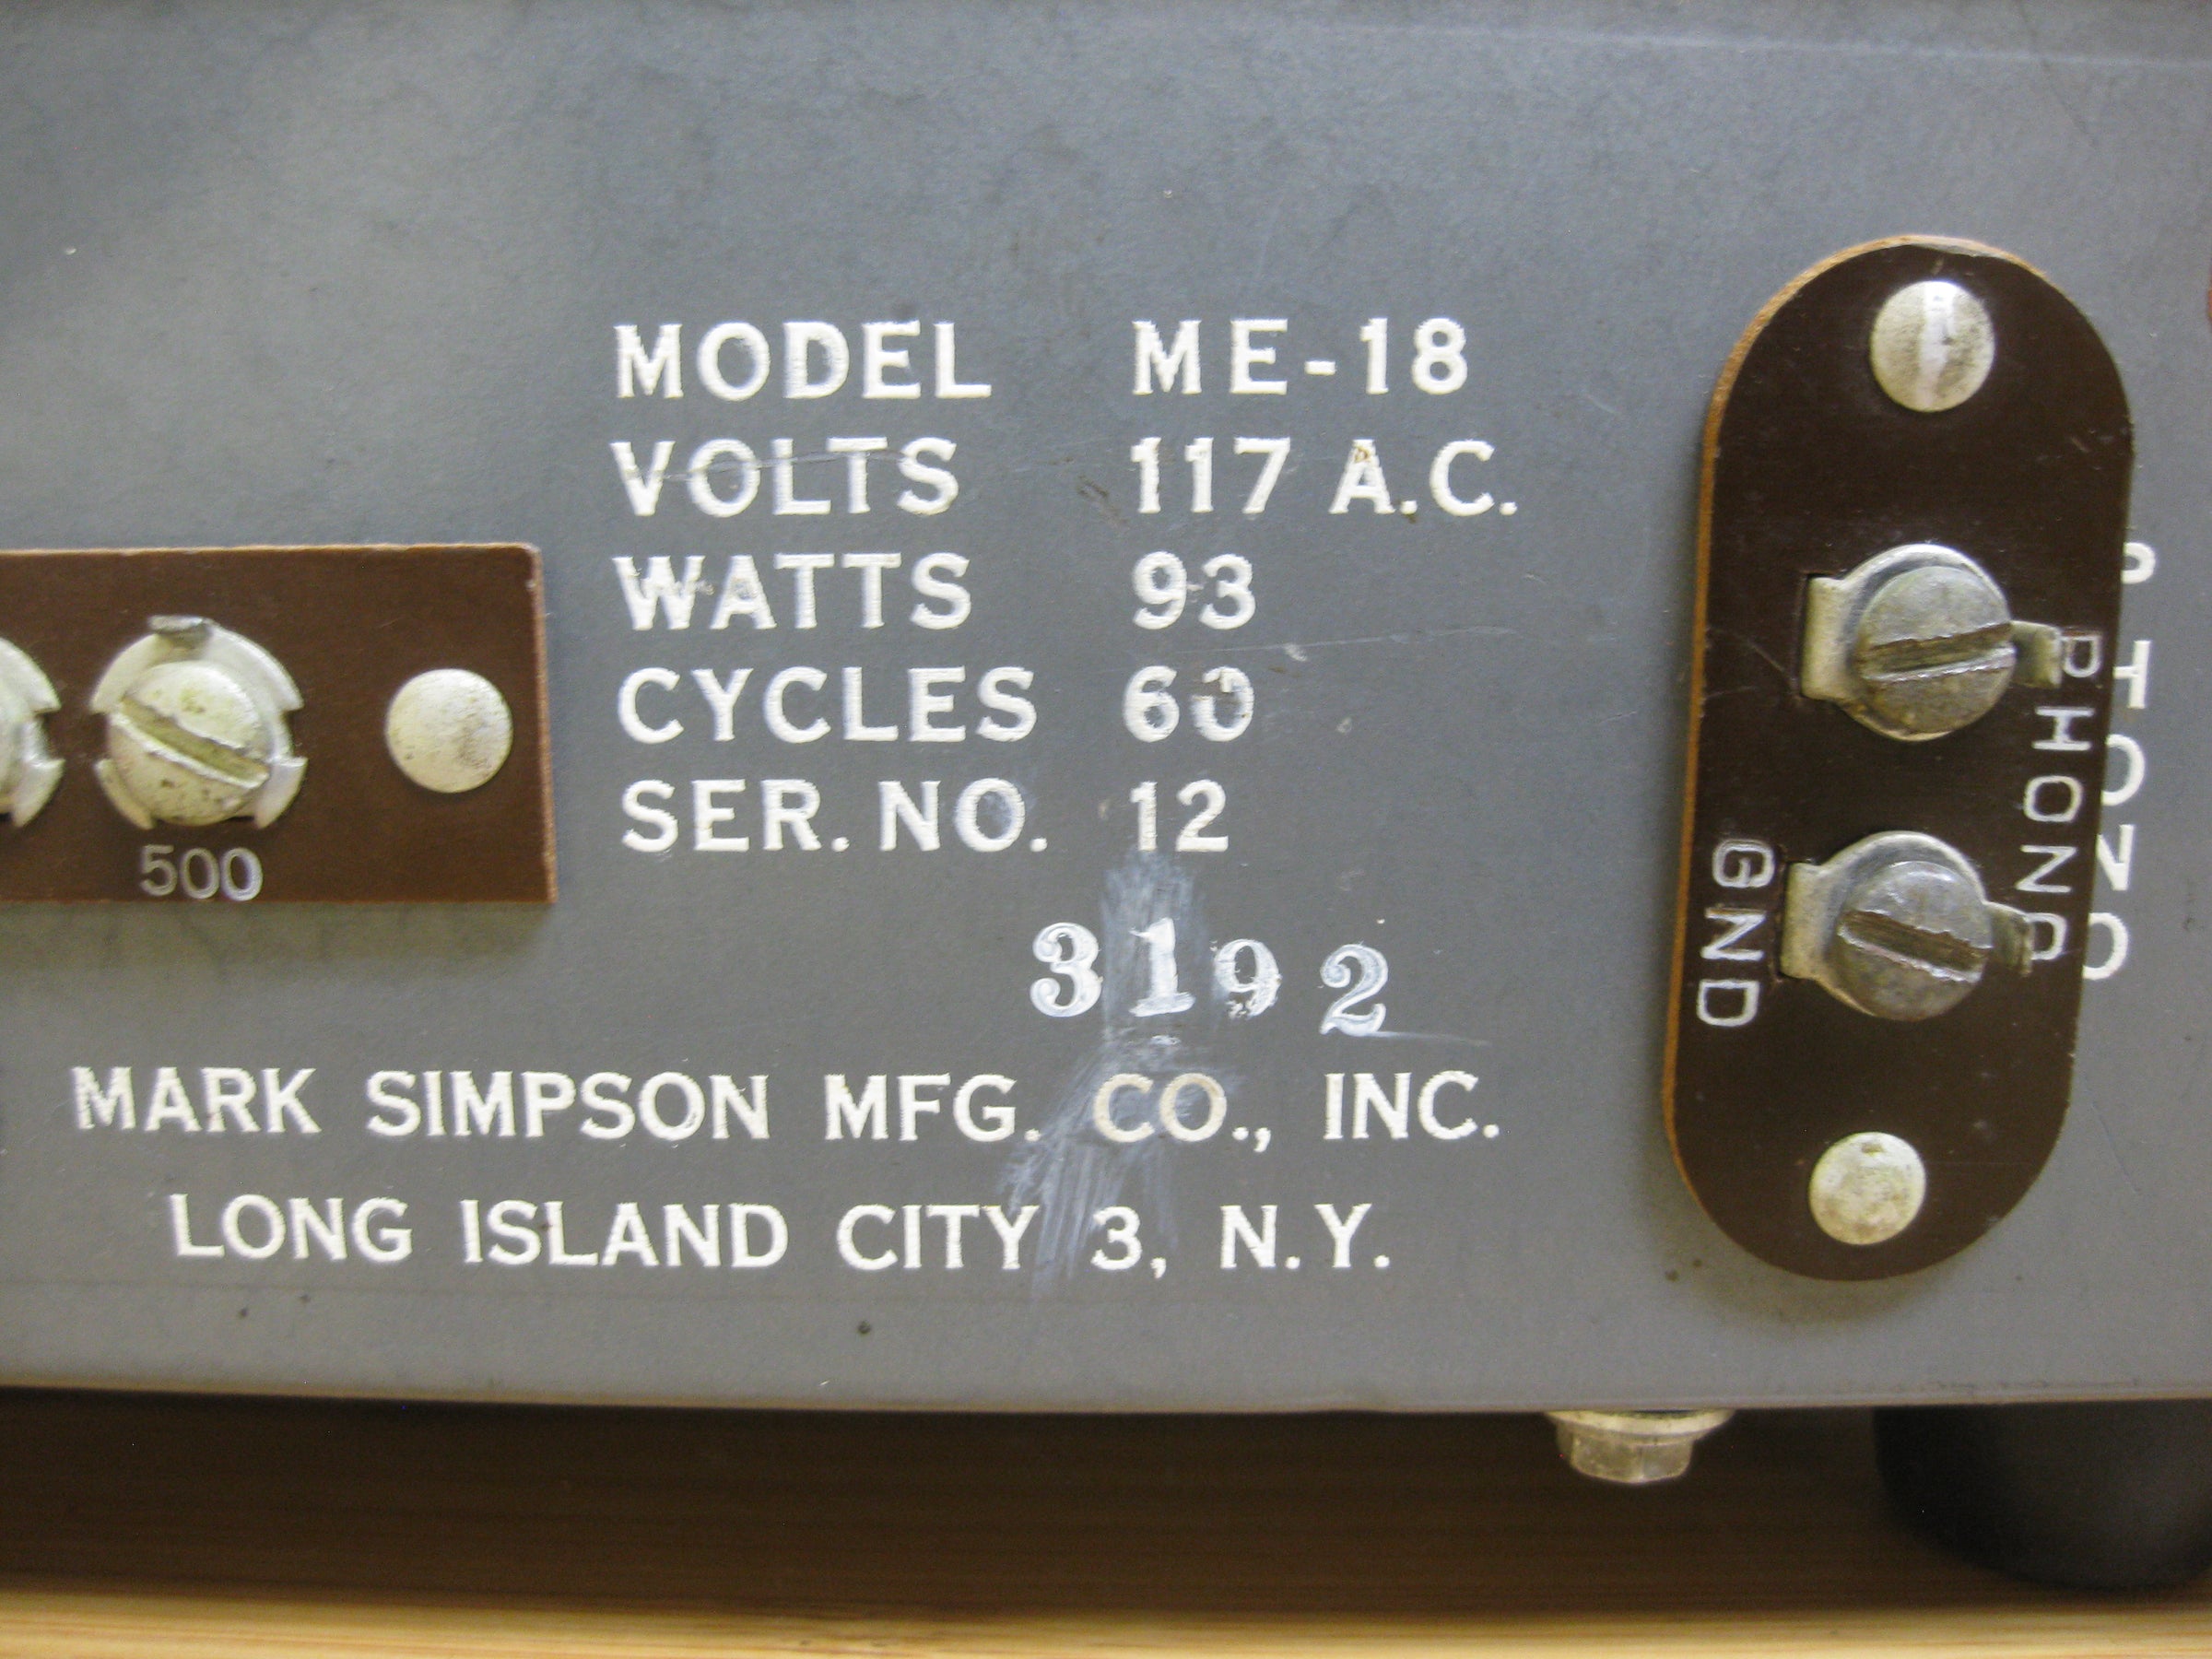 MODEL ME-18
VOLTS 117 A.C.
WATTS 93
CYCLES 60
SER. NO. 12
3192
MARK SIMPSON MFG. CO., INC.
LONG ISLAND CITY 3, N.Y.
500
PHONO
GND
PHONO